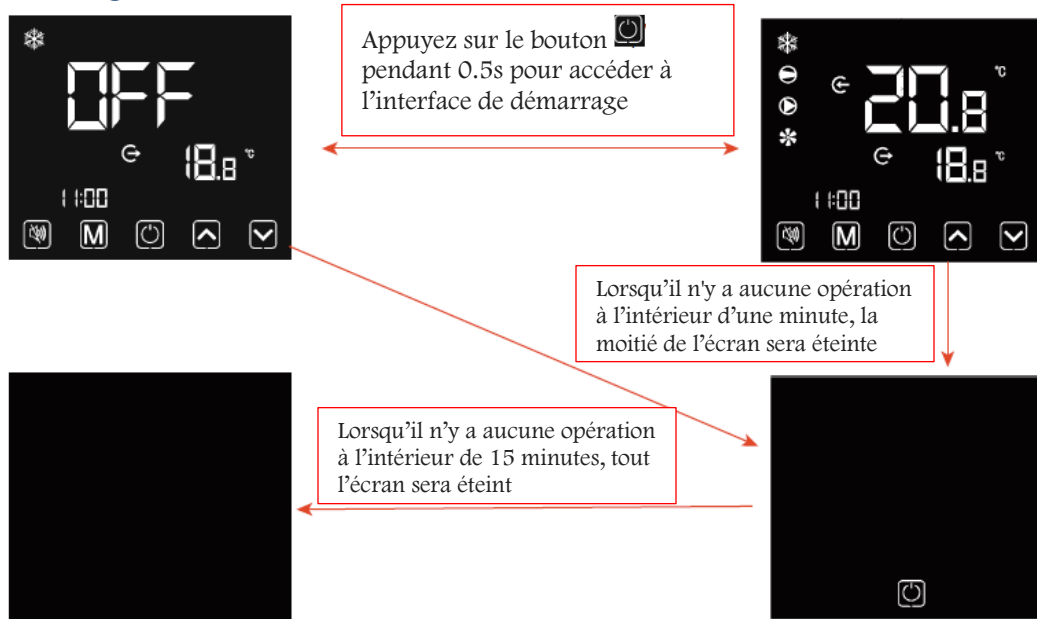 Appuyez sur le bouton
pendant 0.5s pour accéder à
l'interface de démarrage
OFF
18.8 °C
11:00
M
20.8 °C
18.8 °C
11:00
M
Lorsqu'il n'y a aucune opération
à l'intérieur d'une minute, la
moitié de l'écran sera éteinte
Lorsqu'il n'y a aucune opération
à l'intérieur de 15 minutes, tout
l'écran sera éteint